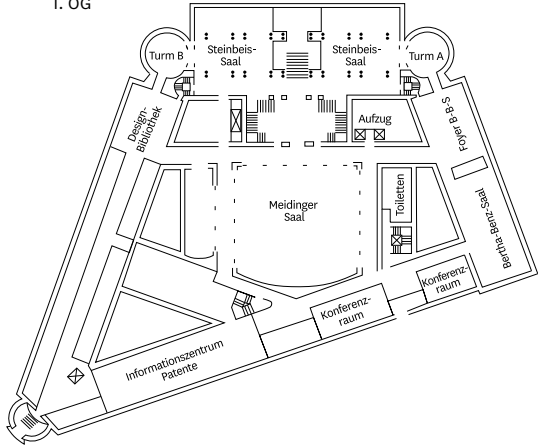 1. OG
Steinbeis-
Saal
Steinbeis-
Saal
Turm B
Turm A
Design-
Bibliothek
Aufzug
Foyer B-B-S
Meidinger
Saal
Toiletten
Bertha-Benz-Saal
Konferenz-
raum
Konferenz-
raum
Informationszentrum
Patente